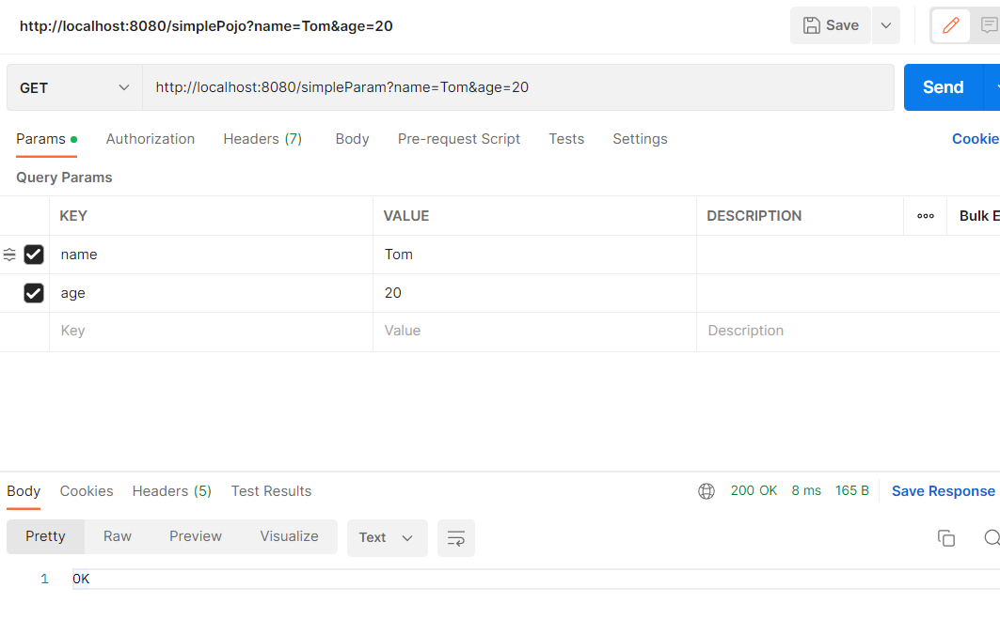 http://localhost:8080/simplePojo?name=Tom&age=20 Save
GET http://localhost:8080/simpleParam?name=Tom&age=20 Send
Params Authorization Headers (7) Body Pre-request Script Tests Settings Cookie
Query Params
KEY VALUE DESCRIPTION Bulk E
name Tom
age 20
Key Value Description
Body Cookies Headers (5) Test Results 200 OK 8 ms 165 B Save Response
Pretty Raw Preview Visualize Text
1 OK